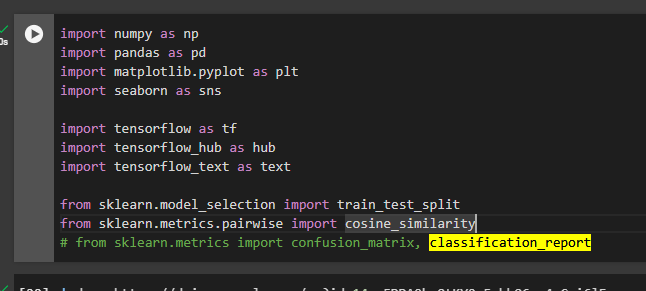 0s
import numpy as np
import pandas as pd
import matplotlib.pyplot as plt
import seaborn as sns
import tensorflow as tf
import tensorflow_hub as hub
import tensorflow_text as text
from sklearn.model_selection import train_test_split
from sklearn.metrics.pairwise import cosine_similarity
# from sklearn.metrics import confusion_matrix, classification_report